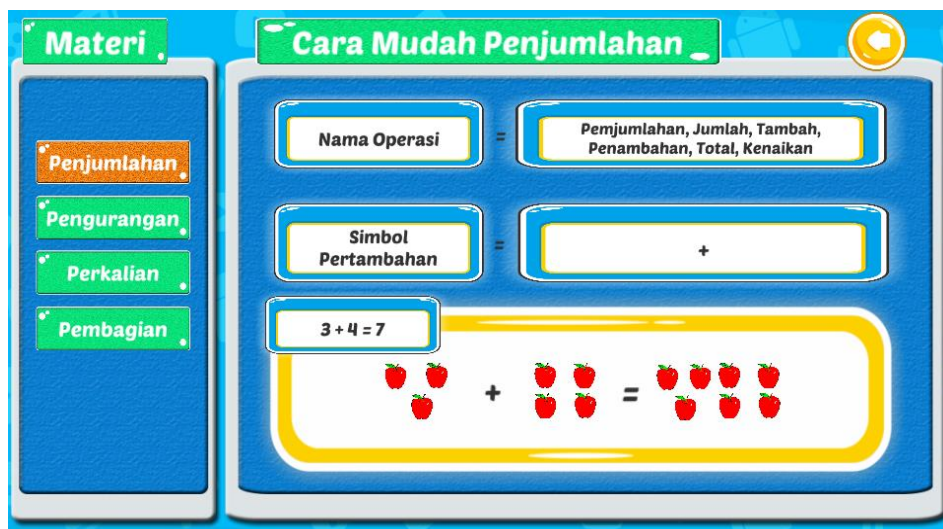 Materi
Cara Mudah Penjumlahan
Penjumlahan
Pengurangan
Perkalian
Pembagian
Nama Operasi
=
Pemjumlahan, Jumlah, Tambah,
Penambahan, Total, Kenaikan
Simbol
Pertambahan
=
+
3 + 4 = 7
+ =